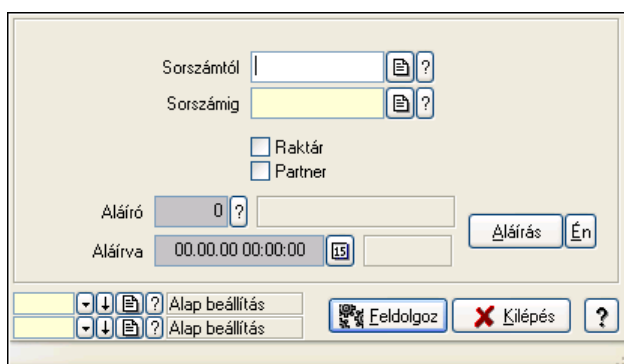 Sorszámtól ?
Sorszámig ?
Raktár
Partner
Aláíró 0 ?
Aláírás Én
Aláírva 00.00.00 00:00:00 15
? Alap beállítás
? Alap beállítás
Feldolgoz Kilépés ?